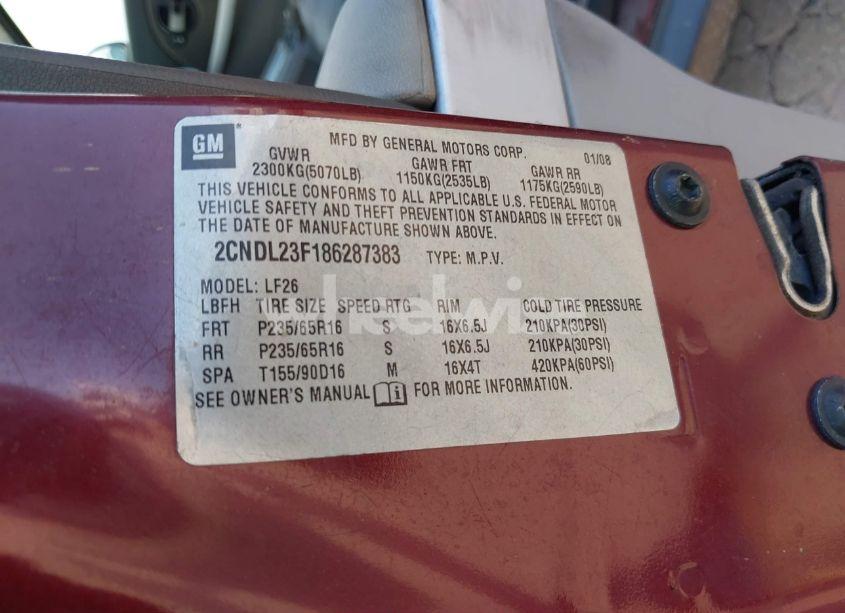 GM
MFD BY GENERAL MOTORS CORP. 01/08
GVWR GAWR FRT GAWR RR
2300KG(5070LB) 1150KG(2535LB) 1175KG(2590LB)
THIS VEHICLE CONFORMS TO ALL APPLICABLE U.S. FEDERAL MOTOR
VEHICLE SAFETY AND THEFT PREVENTION STANDARDS IN EFFECT ON
THE DATE OF MANUFACTURE SHOWN ABOVE.
2CNDL23F186287383 TYPE: M.P.V.
MODEL: LF26
LBFH TIRE SIZE SPEED RTG RIM COLD TIRE PRESSURE
FRT P235/65R16 S 16X6.5J 210KPA(30PSI)
RR P235/65R16 S 16X6.5J 210KPA(30PSI)
SPA T155/90D16 M 16X4T 420KPA(60PSI)
SEE OWNER'S MANUAL FOR MORE INFORMATION.